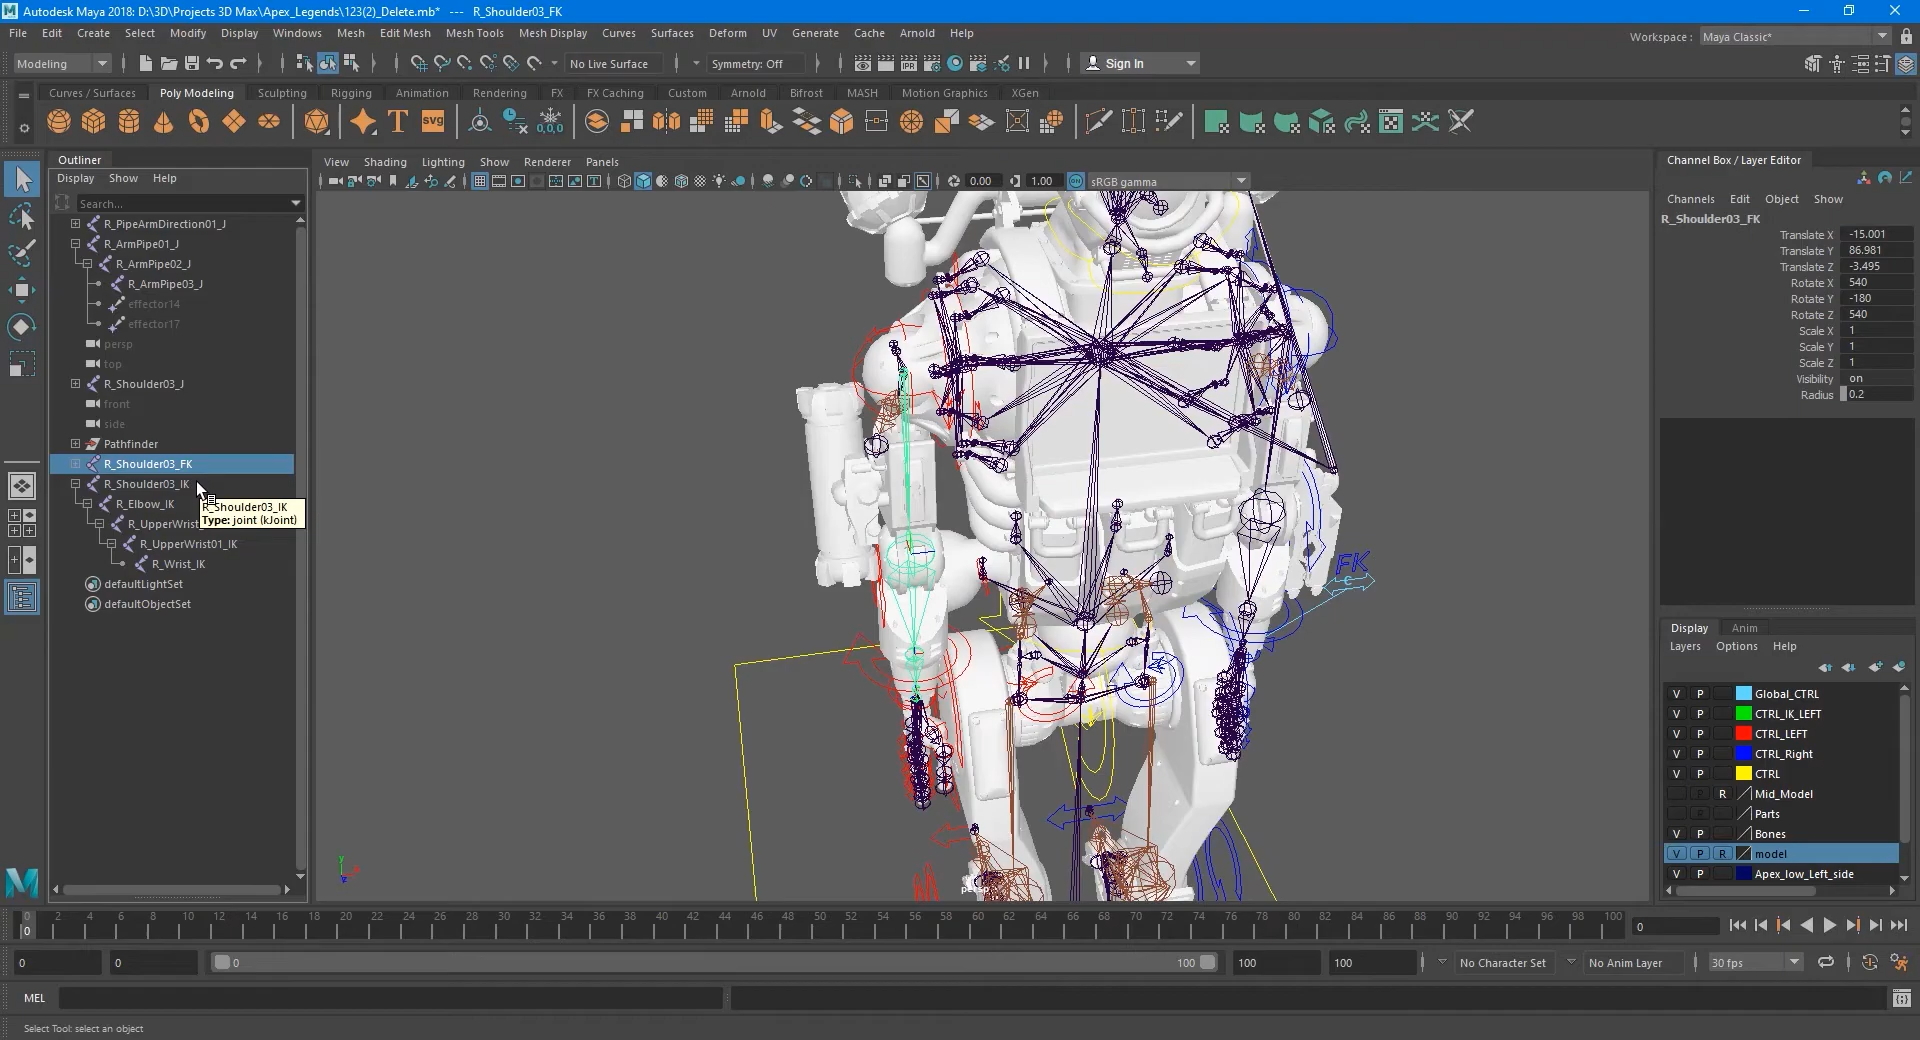 Autodesk Maya 2018: D:\3D\Projects 3D Max\Apex_Legends\123(2)_Delete.mb* --- R_Shoulder03_FK
File Edit Create Select Modify Display Windows Mesh Edit Mesh Mesh Tools Mesh Display Curves Surfaces Deform UV Generate Cache Arnold Help
Workspace : Maya Classic*
Modeling No Live Surface Symmetry: Off Sign In
Curves / Surfaces Poly Modeling Sculpting Rigging Animation Rendering FX FX Caching Custom Arnold Bifrost MASH Motion Graphics XGen
T svg 0,0,0
Outliner
Display Show Help
Search...
R_PipeArmDirection01_J
R_ArmPipe01_J
R_ArmPipe02_J
R_ArmPipe03_J
effector14
effector17
persp
top
R_Shoulder03_J
front
side
Pathfinder
R_Shoulder03_FK
R_Shoulder03_IK
R_Elbow_IK
R_UpperWrist
R_UpperWrist01_IK
R_Wrist_IK
defaultLightSet
defaultObjectSet
R_Shoulder03_IK
Type: joint (kJoint)
View Shading Lighting Show Renderer Panels
0.00 1.00 sRGB gamma
FK
persp
Channel Box / Layer Editor
Channels Edit Object Show
R_Shoulder03_FK
Translate X -15.001
Translate Y 86.981
Translate Z -3.495
Rotate X 540
Rotate Y -180
Rotate Z 540
Scale X 1
Scale Y 1
Scale Z 1
Visibility on
Radius 0.2
Display Anim
Layers Options Help
V P Global_CTRL
V P CTRL_IK_LEFT
V P CTRL_LEFT
V P CTRL_Right
V P CTRL
R Mid_Model
Parts
V P Bones
V P R model
V P Apex_low_Left_side
0 2 4 6 8 10 12 14 16 18 20 22 24 26 28 30 32 34 36 38 40 42 44 46 48 50 52 54 56 58 60 62 64 66 68 70 72 74 76 78 80 82 84 86 88 90 92 94 96 98 100
0 0
0 0 0 100 100 100 No Character Set No Anim Layer 30 fps
MEL
Select Tool: select an object